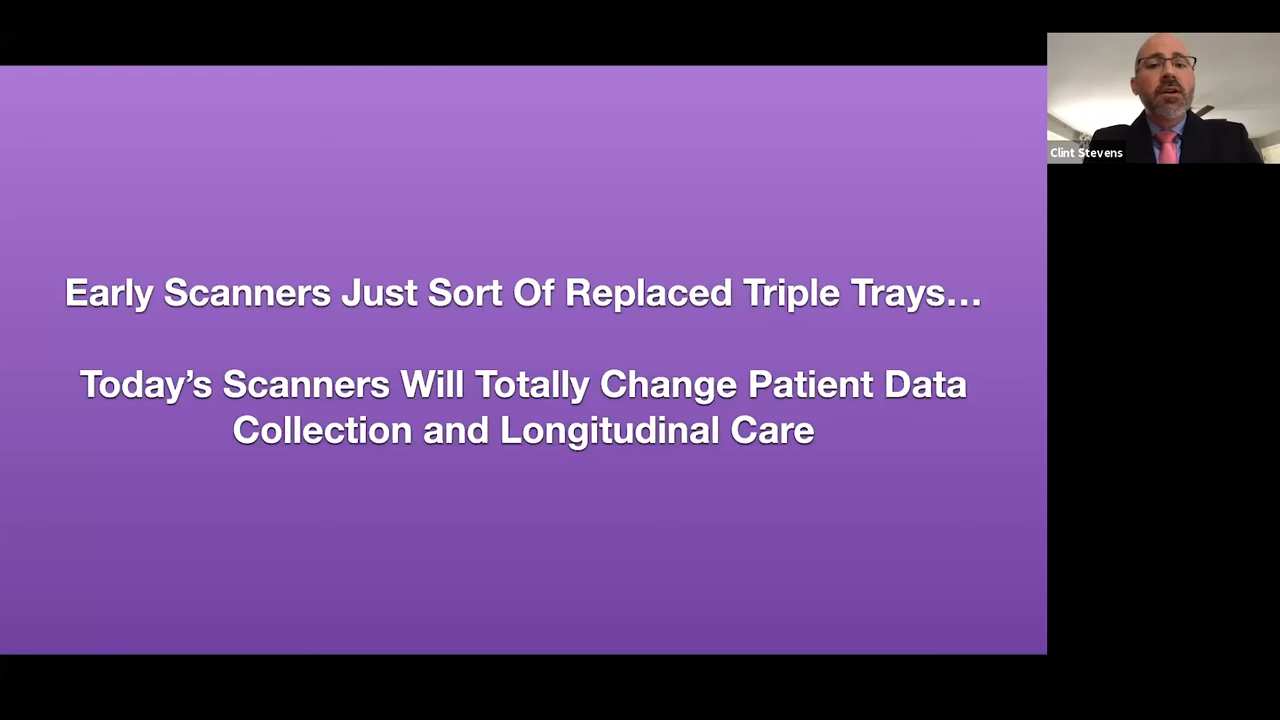 Early Scanners Just Sort Of Replaced Triple Trays…
Today’s Scanners Will Totally Change Patient Data
Collection and Longitudinal Care
Clint Stevens